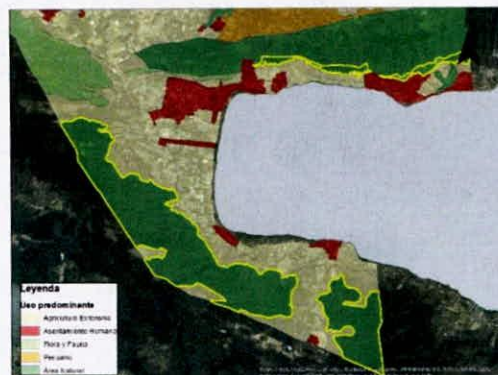 Leyenda
Uso predominante
Agricultura Extensiva
Asentamiento Humano
Flora y Fauna
Pecuario
Área Natural